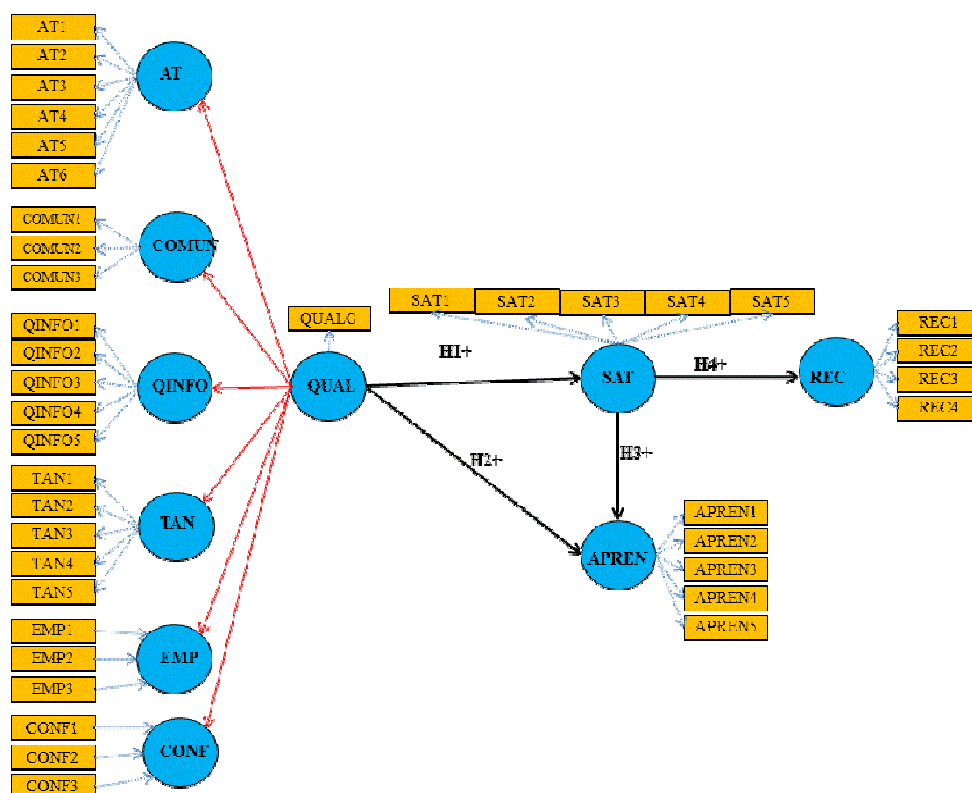 AT1
AT2
AT3
AT4
AT5
AT6
AT
COMUN1
COMUN2
COMUN3
COMUN
QINFO1
QINFO2
QINFO3
QINFO4
QINFO5
QINFO
TAN1
TAN2
TAN3
TAN4
TAN5
TAN
EMP1
EMP2
EMP3
EMP
CONF1
CONF2
CONF3
CONF
QUALG
QUAL
H1+
H2+
SAT1
SAT2
SAT3
SAT4
SAT5
SAT
H4+
H3+
REC
REC1
REC2
REC3
REC4
APREN
APREN1
APREN2
APREN3
APREN4
APREN5